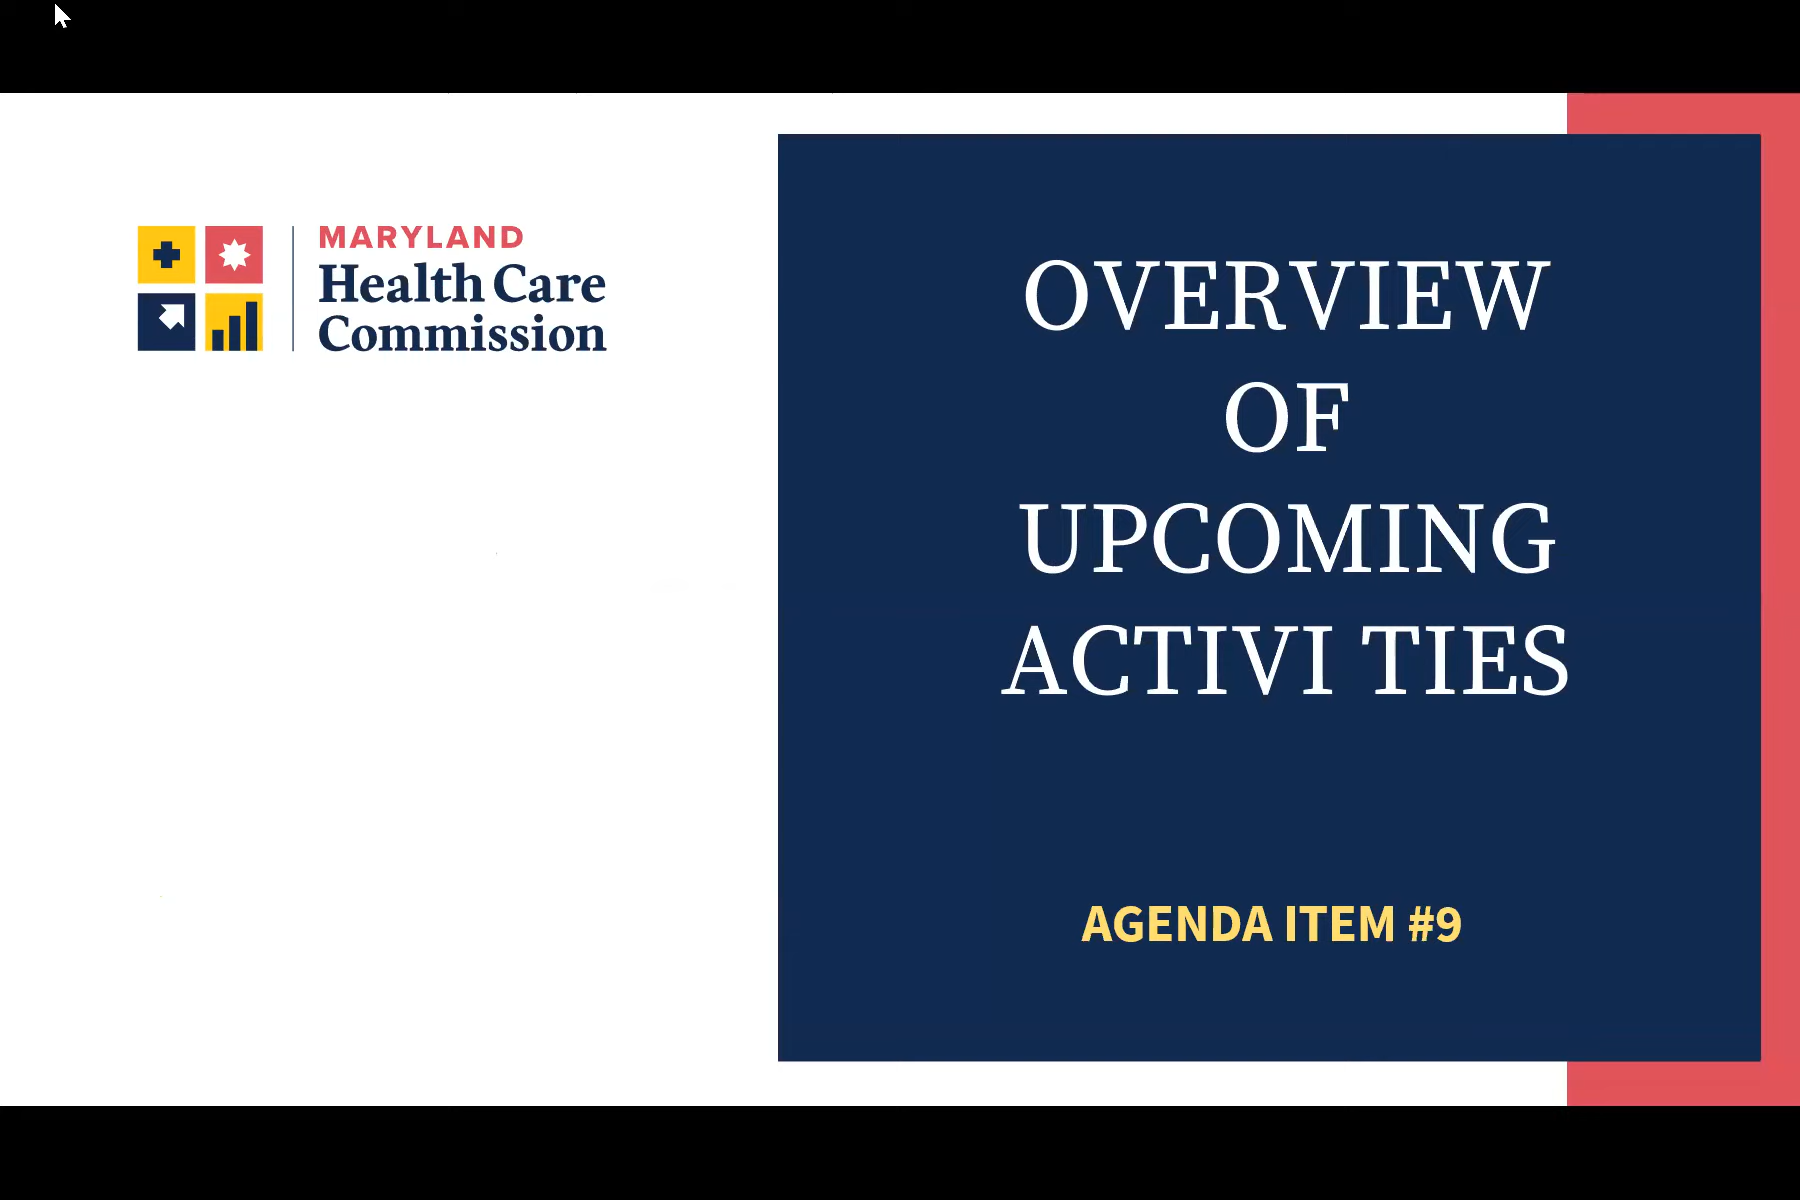 MARYLAND
Health Care
Commission
OVERVIEW
OF
UPCOMING
ACTIVI TIES
AGENDA ITEM #9